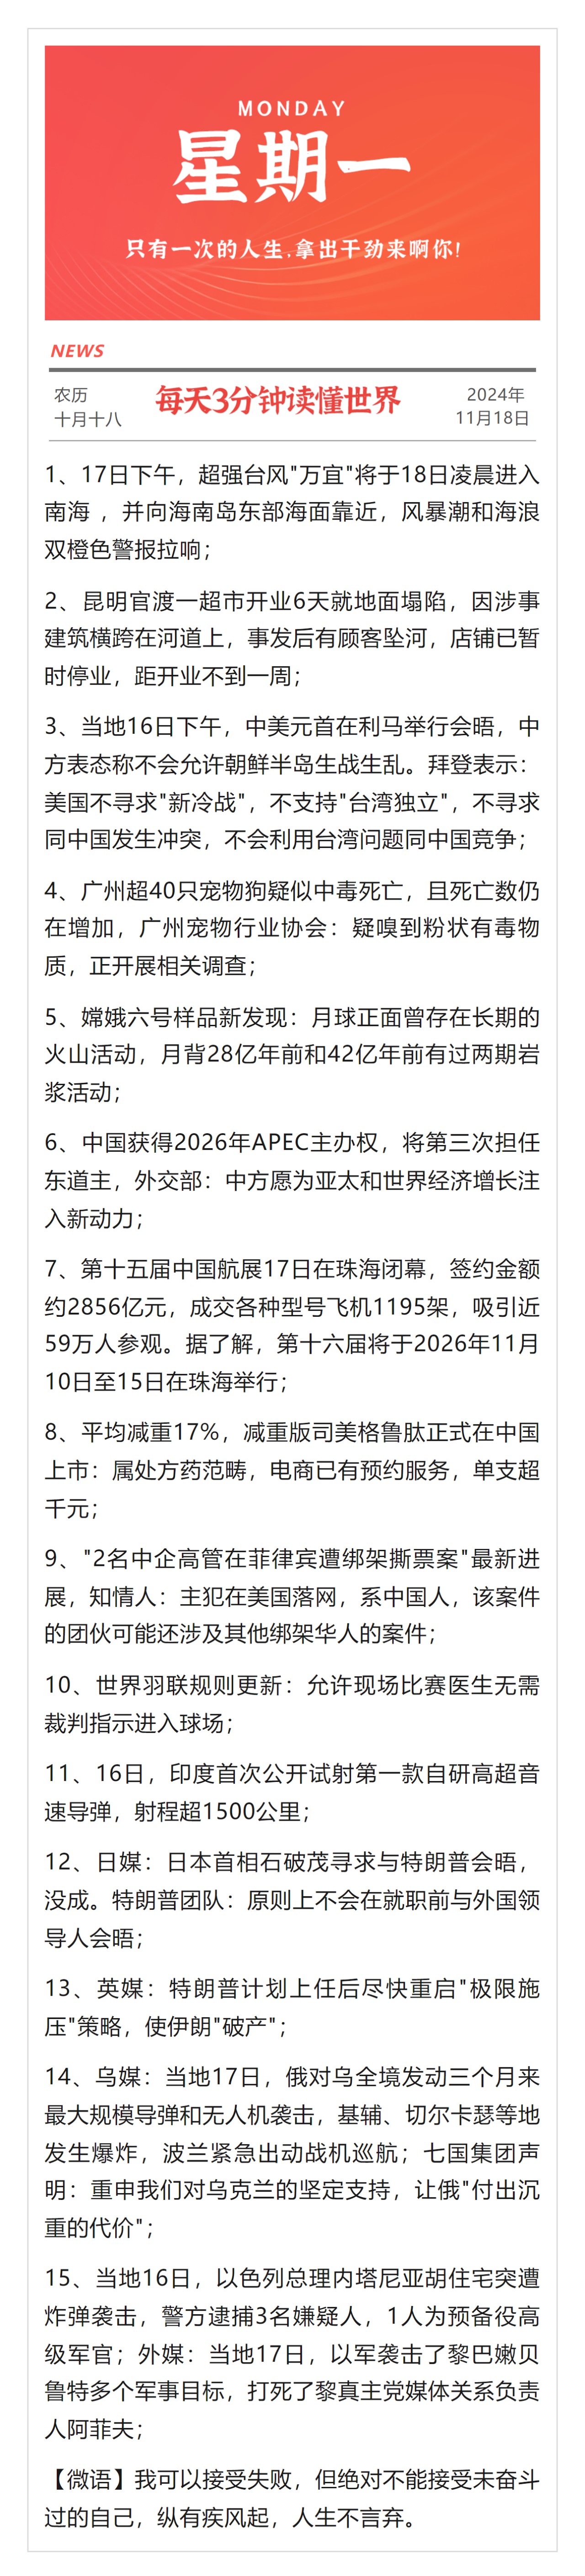 MONDAY
星期一
只有一次的人生,拿出干劲来啊你!
NEWS
农历
十月十八
每天3分钟读懂世界
2024年
11月18日
1、17日下午，超强台风"万宜"将于18日凌晨进入
南海 ，并向海南岛东部海面靠近，风暴潮和海浪
双橙色警报拉响；
2、昆明官渡一超市开业6天就地面塌陷，因涉事
建筑横跨在河道上，事发后有顾客坠河，店铺已暂
时停业，距开业不到一周；
3、当地16日下午，中美元首在利马举行会晤，中
方表态称不会允许朝鲜半岛生战生乱。拜登表示：
美国不寻求"新冷战"，不支持"台湾独立"，不寻求
同中国发生冲突，不会利用台湾问题同中国竞争；
4、广州超40只宠物狗疑似中毒死亡，且死亡数仍
在增加，广州宠物行业协会：疑嗅到粉状有毒物
质，正开展相关调查；
5、嫦娥六号样品新发现：月球正面曾存在长期的
火山活动，月背28亿年前和42亿年前有过两期岩
浆活动；
6、中国获得2026年APEC主办权，将第三次担任
东道主，外交部：中方愿为亚太和世界经济增长注
入新动力；
7、第十五届中国航展17日在珠海闭幕，签约金额
约2856亿元，成交各种型号飞机1195架，吸引近
59万人参观。据了解，第十六届将于2026年11月
10日至15日在珠海举行；
8、平均减重17%，减重版司美格鲁肽正式在中国
上市：属处方药范畴，电商已有预约服务，单支超
千元；
9、"2名中企高管在菲律宾遭绑架撕票案"最新进
展，知情人：主犯在美国落网，系中国人，该案件
的团伙可能还涉及其他绑架华人的案件；
10、世界羽联规则更新：允许现场比赛医生无需
裁判指示进入球场；
11、16日，印度首次公开试射第一款自研高超音
速导弹，射程超1500公里；
12、日媒：日本首相石破茂寻求与特朗普会晤，
没成。特朗普团队：原则上不会在就职前与外国领
导人会晤；
13、英媒：特朗普计划上任后尽快重启"极限施
压"策略，使伊朗"破产"；
14、乌媒：当地17日，俄对乌全境发动三个月来
最大规模导弹和无人机袭击，基辅、切尔卡瑟等地
发生爆炸，波兰紧急出动战机巡航；七国集团声
明：重申我们对乌克兰的坚定支持，让俄"付出沉
重的代价"；
15、当地16日，以色列总理内塔尼亚胡住宅突遭
炸弹袭击，警方逮捕3名嫌疑人，1人为预备役高
级军官；外媒：当地17日，以军袭击了黎巴嫩贝
鲁特多个军事目标，打死了黎真主党媒体关系负责
人阿菲夫；
【微语】我可以接受失败，但绝对不能接受未奋斗
过的自己，纵有疾风起，人生不言弃。